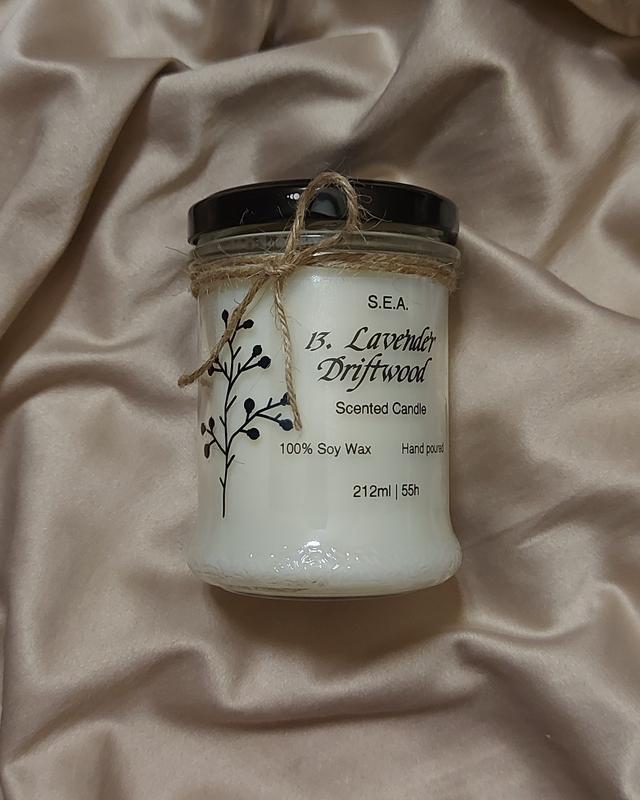 S.E.A.
13. Lavender
Driftwood
Scented Candle
100% Soy Wax Hand poured
212ml | 55h